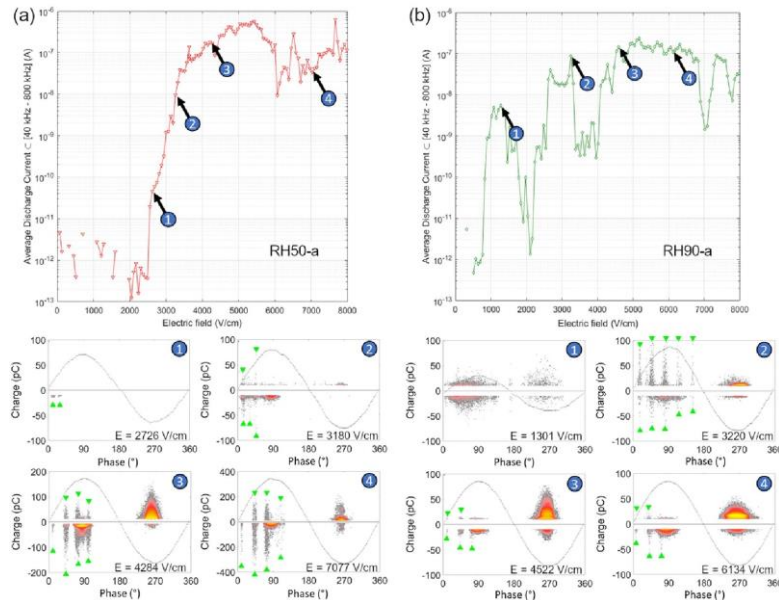 (a)
Average Discharge Current ⊂ [40 kHz - 800 kHz] (A)
10-6
10-7
10-8
10-9
10-10
10-11
10-12
10-13
1
2
3
4
RH50-a
0 1000 2000 3000 4000 5000 6000 7000 8000
Electric field (V/cm)
(b)
Average Discharge Current ⊂ [40 kHz - 800 kHz] (A)
10-6
10-7
10-8
10-9
10-10
10-11
10-12
10-13
1
2
3
4
RH90-a
0 1000 2000 3000 4000 5000 6000 7000 8000
Electric field (V/cm)
1
Charge (pC)
100
50
0
-50
-100
E = 2726 V/cm
0 90 180 270 360
Phase (°)
2
Charge (pC)
100
50
0
-50
-100
E = 3180 V/cm
0 90 180 270 360
Phase (°)
3
Charge (pC)
200
100
0
-100
-200
E = 4284 V/cm
0 90 180 270 360
Phase (°)
4
Charge (pC)
400
200
0
-200
-400
E = 7077 V/cm
0 90 180 270 360
Phase (°)
1
Charge (pC)
100
50
0
-50
-100
E = 1301 V/cm
0 90 180 270 360
Phase (°)
2
Charge (pC)
100
50
0
-50
-100
E = 3220 V/cm
0 90 180 270 360
Phase (°)
3
Charge (pC)
100
50
0
-50
-100
E = 4522 V/cm
0 90 180 270 360
Phase (°)
4
Charge (pC)
100
50
0
-50
-100
E = 6134 V/cm
0 90 180 270 360
Phase (°)